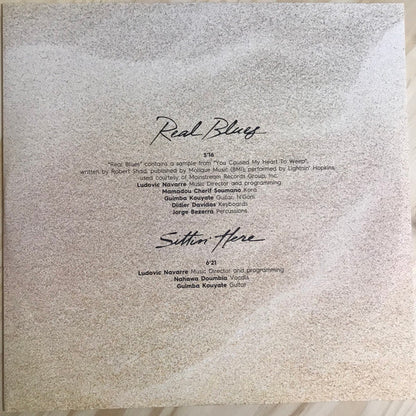 Real Blues
5'16
"Real Blues" contains a sample from "You Caused My Heart To Weep",
written by Robert Shad, published by Molique Music (BMI), performed by Lightnin' Hopkins,
used courtesy of Mainstream Records Group, Inc.
Ludovic Navarre Music Director and programming
Mamadou Cherif Soumano Kora
Guimba Kouyate Guitar, N'Goni
Didier Davidas Keyboards
Jorge Bezerra Percussions.
Sittin' Here
6'21
Ludovic Navarre Music Director and programming
Nahawa Doumbia Vocals
Guimba Kouyate Guitar